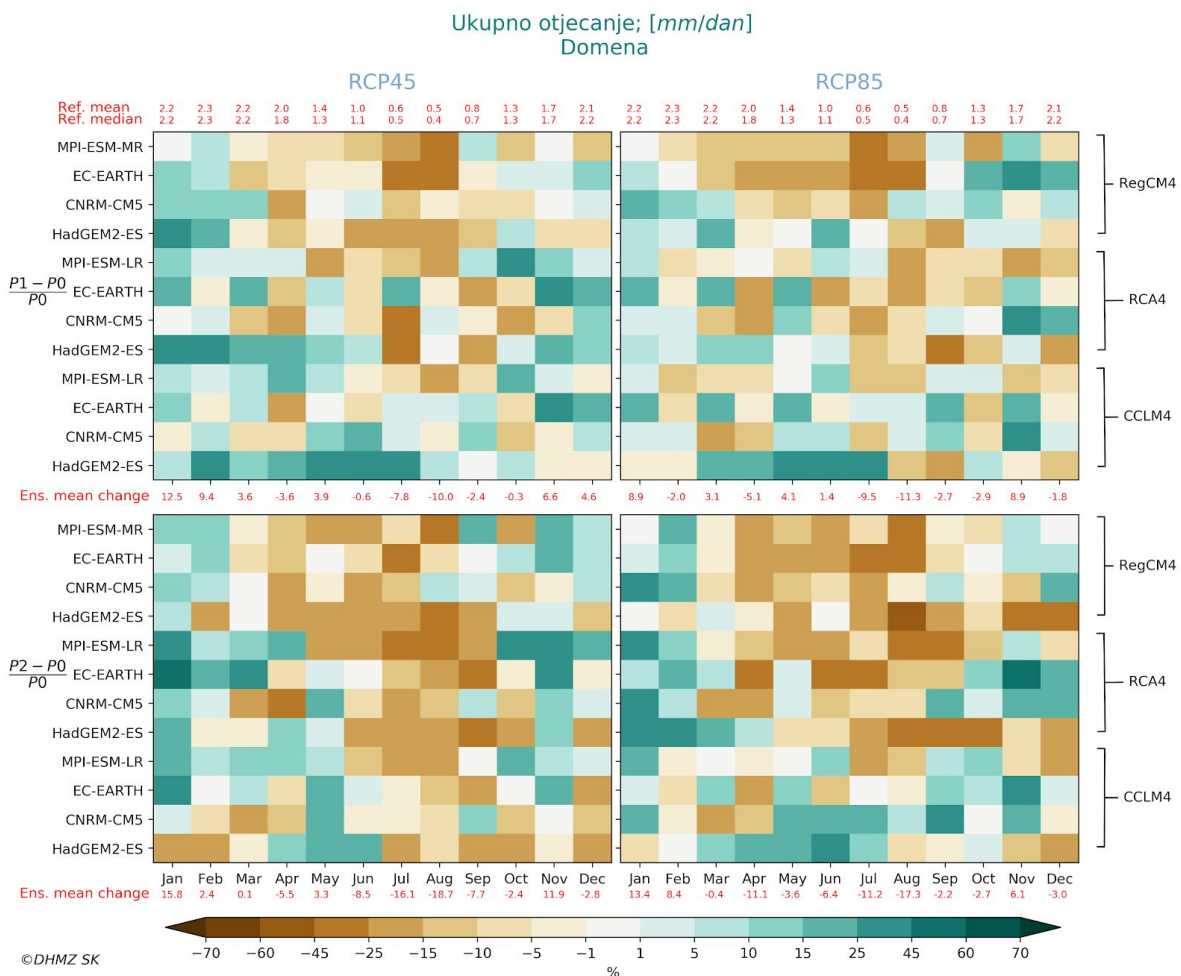 Ukupno otjecanje; [mm/dan]
Domena
RCP45 RCP85
Ref. mean 2.2 2.3 2.2 2.0 1.4 1.0 0.6 0.5 0.8 1.3 1.7 2.1 2.2 2.3 2.2 2.0 1.4 1.0 0.6 0.5 0.8 1.3 1.7 2.1
Ref. median 2.2 2.2 2.2 1.8 1.3 1.1 0.5 0.4 0.7 1.3 1.7 2.2 2.2 2.2 2.2 1.8 1.3 1.1 0.5 0.4 0.7 1.3 1.7 2.2
MPI-ESM-MR
EC-EARTH
CNRM-CM5
HadGEM2-ES
RegCM4
P1 − P0
P0
MPI-ESM-LR
EC-EARTH
CNRM-CM5
HadGEM2-ES
RCA4
MPI-ESM-LR
EC-EARTH
CNRM-CM5
HadGEM2-ES
CCLM4
Ens. mean change 12.5 9.4 3.6 -3.6 3.9 -0.6 -7.8 -10.0 -2.4 -0.3 6.6 4.6 8.9 -2.0 3.1 -5.1 4.1 1.4 -9.5 -11.3 -2.7 -2.9 8.9 -1.8
MPI-ESM-MR
EC-EARTH
CNRM-CM5
HadGEM2-ES
RegCM4
P2 − P0
P0
MPI-ESM-LR
EC-EARTH
CNRM-CM5
HadGEM2-ES
RCA4
MPI-ESM-LR
EC-EARTH
CNRM-CM5
HadGEM2-ES
CCLM4
Jan Feb Mar Apr May Jun Jul Aug Sep Oct Nov Dec Jan Feb Mar Apr May Jun Jul Aug Sep Oct Nov Dec
Ens. mean change 15.8 2.4 0.1 -5.5 3.3 -8.5 -16.1 -18.7 -7.7 -2.4 11.9 -2.8 13.4 8.4 -0.4 -11.1 -3.6 -6.4 -11.2 -17.3 -2.2 -2.7 6.1 -3.0
−70 −60 −45 −25 −15 −10 −5 −1 1 5 10 15 25 45 60 70
%
©DHMZ SK